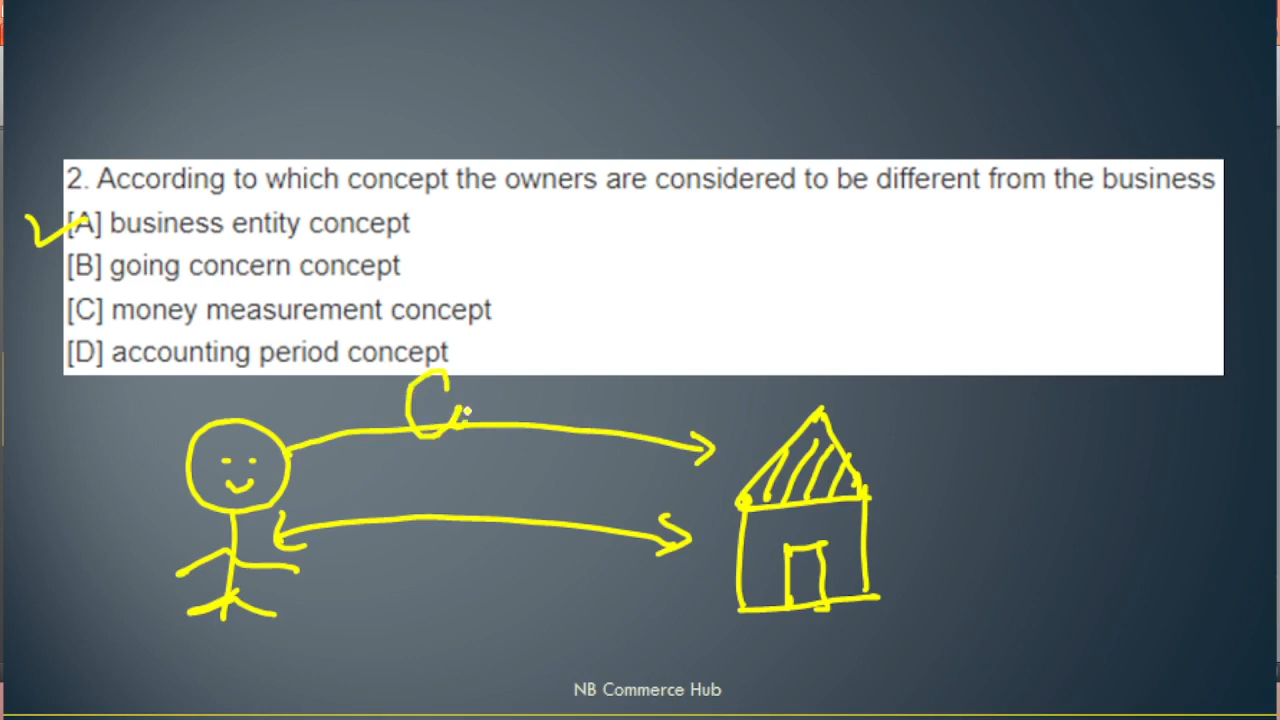 2. According to which concept the owners are considered to be different from the business
[A] business entity concept
[B] going concern concept
[C] money measurement concept
[D] accounting period concept
C
NB Commerce Hub